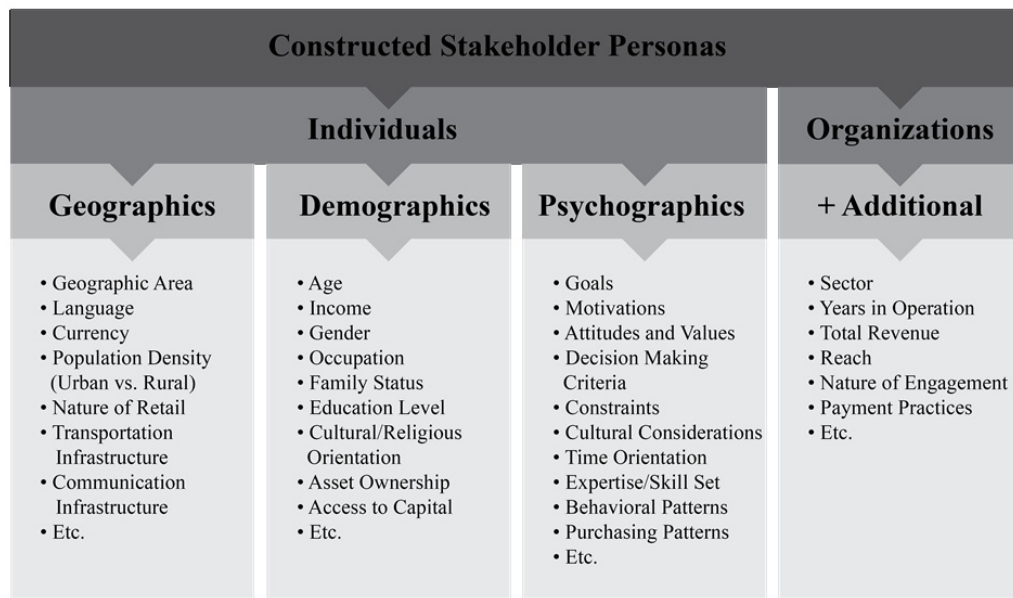 Constructed Stakeholder Personas
Individuals
Organizations
Geographics
Demographics
Psychographics
+ Additional
• Geographic Area
• Language
• Currency
• Population Density
(Urban vs. Rural)
• Nature of Retail
• Transportation
Infrastructure
• Communication
Infrastructure
• Etc.
• Age
• Income
• Gender
• Occupation
• Family Status
• Education Level
• Cultural/Religious
Orientation
• Asset Ownership
• Access to Capital
• Etc.
• Goals
• Motivations
• Attitudes and Values
• Decision Making
Criteria
• Constraints
• Cultural Considerations
• Time Orientation
• Expertise/Skill Set
• Behavioral Patterns
• Purchasing Patterns
• Etc.
• Sector
• Years in Operation
• Total Revenue
• Reach
• Nature of Engagement
• Payment Practices
• Etc.